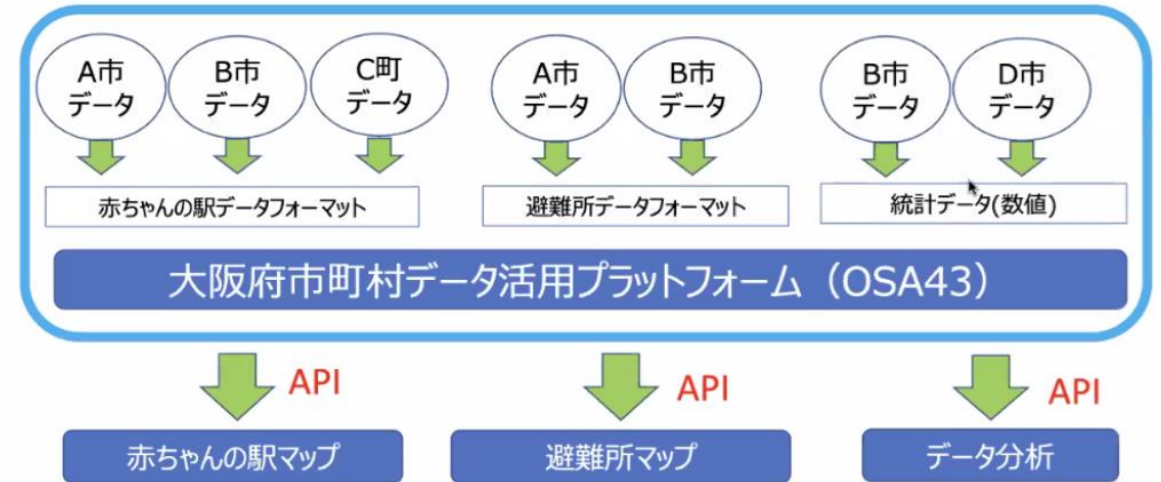 A市
データ
B市
データ
C町
データ
A市
データ
B市
データ
B市
データ
D市
データ
赤ちゃんの駅データフォーマット
避難所データフォーマット
統計データ(数値)
大阪府市町村データ活用プラットフォーム（OSA43）
API
API
API
赤ちゃんの駅マップ
避難所マップ
データ分析